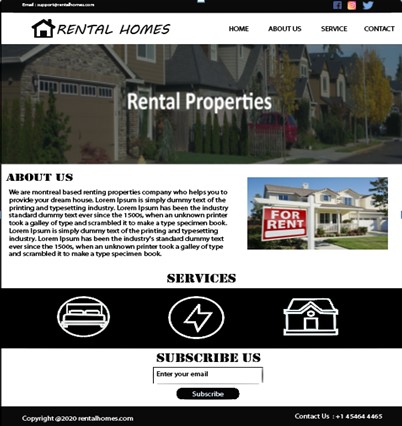 Email : support@rentalhomes.com
RENTAL HOMES
HOME ABOUT US SERVICE CONTACT
Rental Properties
ABOUT US
We are montreal based renting properties company who helps you to
provide your dream house. Lorem Ipsum is simply dummy text of the
printing and typesetting industry. Lorem Ipsum has been the industry
standard dummy text ever since the 1500s, when an unknown printer
took a galley of type and scrambled it to make a type specimen book.
Lorem Ipsum is simply dummy text of the printing and typesetting
industry. Lorem Ipsum has been the industry's standard dummy text
ever since the 1500s, when an unknown printer took a galley of type
and scrambled it to make a type specimen book.
FOR
RENT
SERVICES
SUBSCRIBE US
Enter your email
Subscribe
Copyright @2020 rentalhomes.com
Contact Us : +1 45464 4465